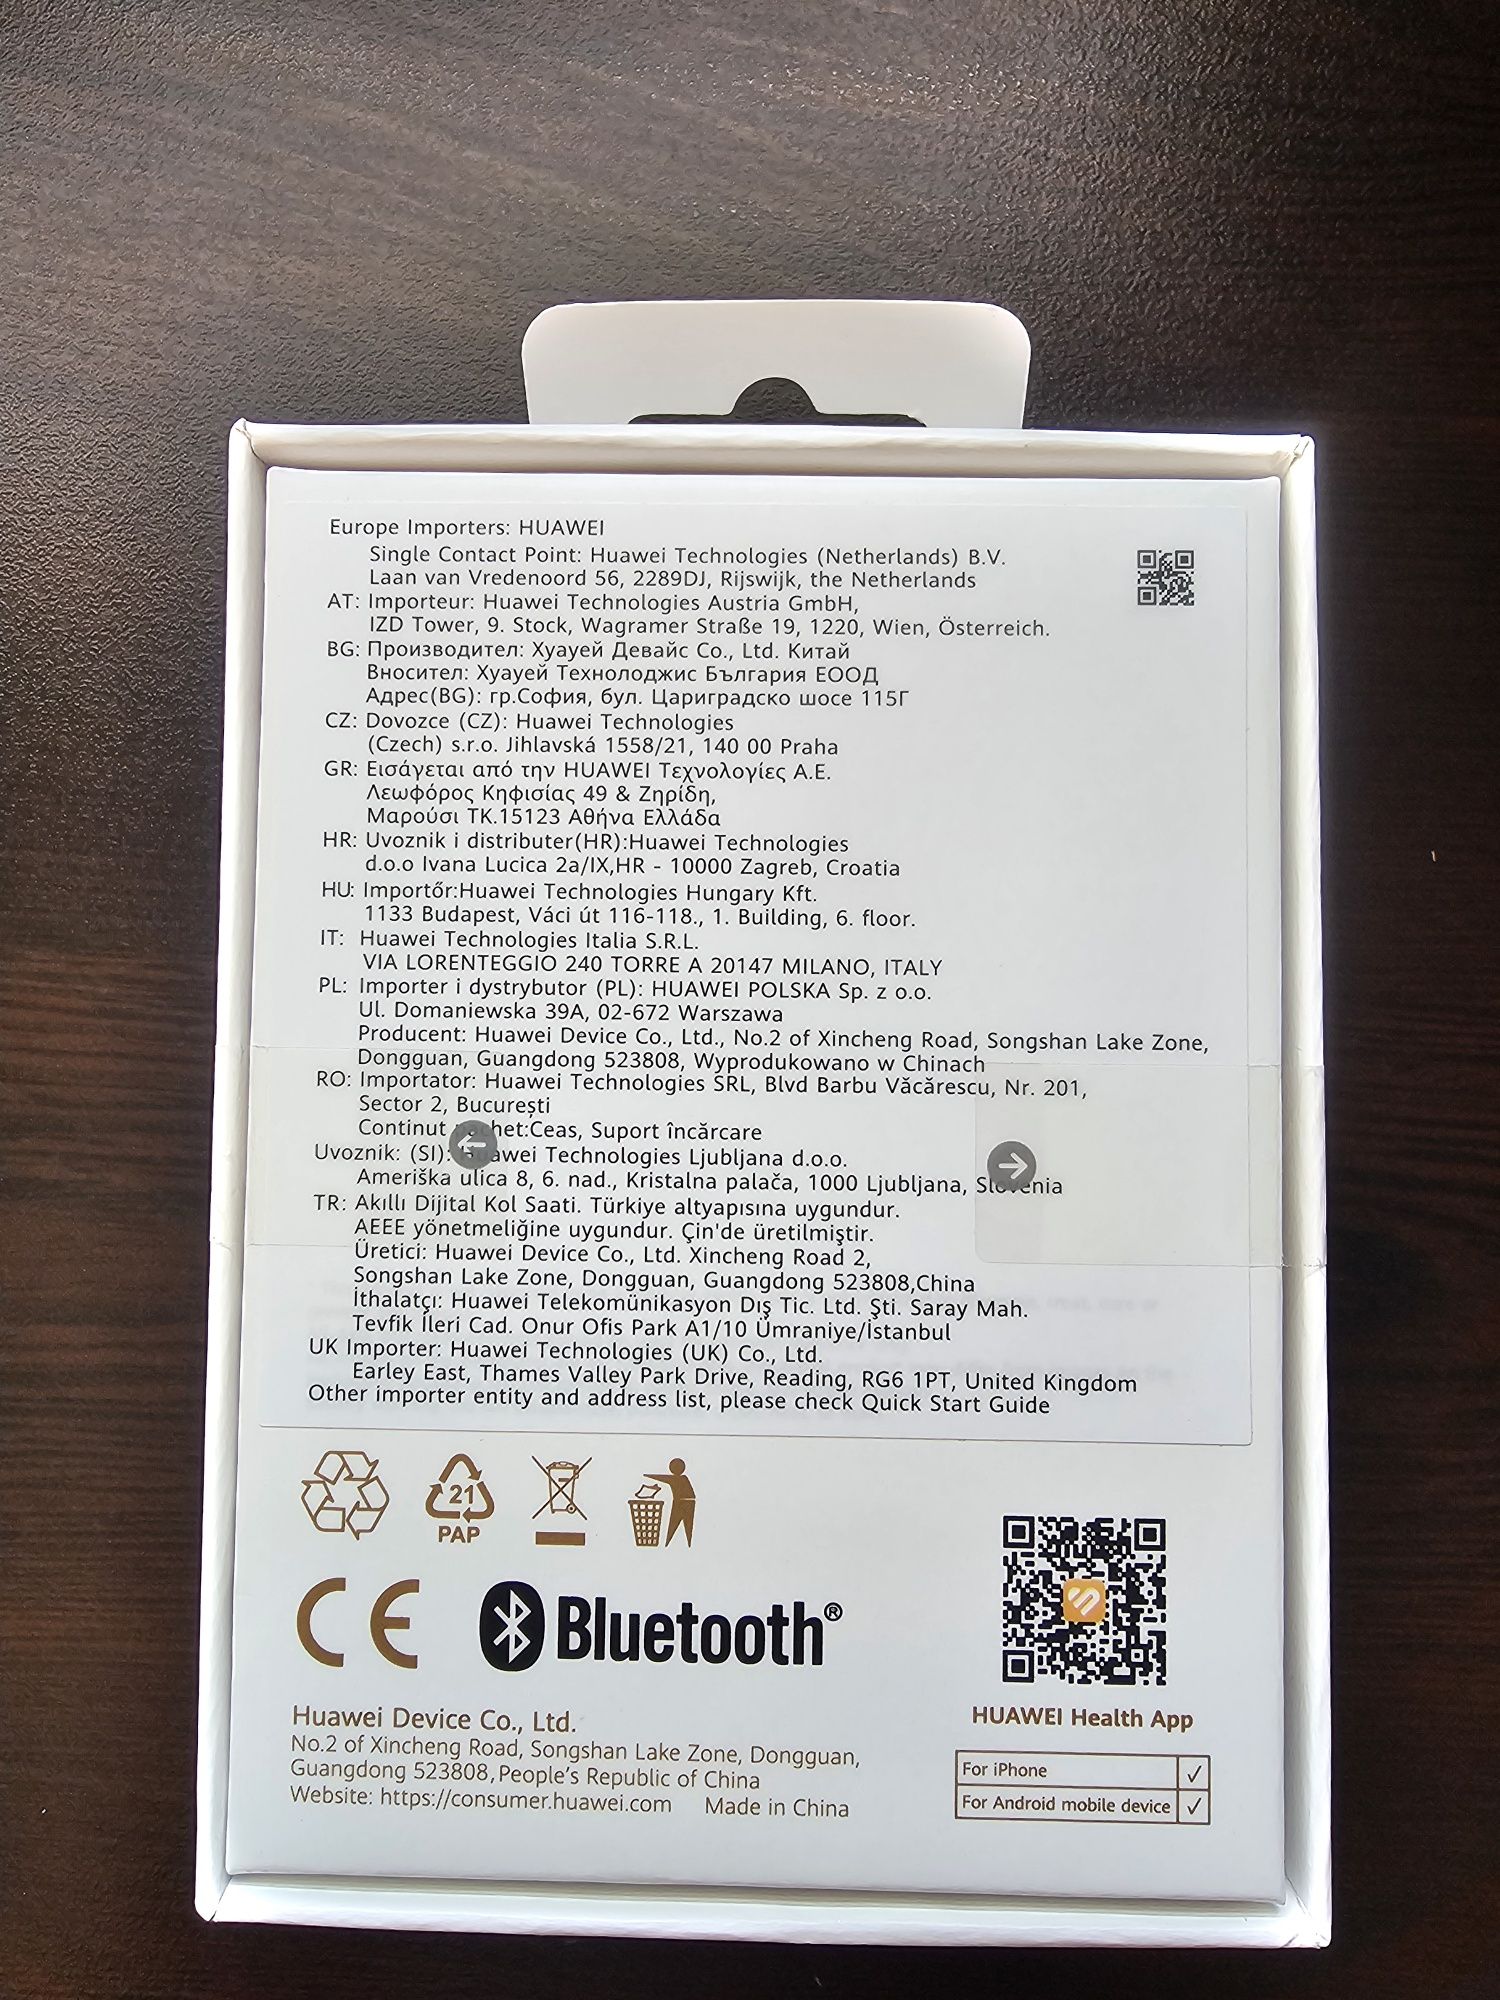 Europe Importers: HUAWEI
Single Contact Point: Huawei Technologies (Netherlands) B.V.
Laan van Vredenoord 56, 2289DJ, Rijswijk, the Netherlands
AT: Importeur: Huawei Technologies Austria GmbH,
IZD Tower, 9. Stock, Wagramer Straße 19, 1220, Wien, Österreich.
BG: Производител: Хуауей Девайс Co., Ltd. Китай
Вносител: Хуауей Технолоджис България ЕООД
Адрес(BG): гр.София, бул. Цариградско шосе 115Г
CZ: Dovozce (CZ): Huawei Technologies
(Czech) s.r.o. Jihlavská 1558/21, 140 00 Praha
GR: Εισάγεται από την HUAWEI Τεχνολογίες Α.Ε.
Λεωφόρος Κηφισίας 49 & Ζηρίδη,
Μαρούσι ΤΚ.15123 Αθήνα Ελλάδα
HR: Uvoznik i distributer(HR):Huawei Technologies
d.o.o Ivana Lucica 2a/IX,HR - 10000 Zagreb, Croatia
HU: Importőr:Huawei Technologies Hungary Kft.
1133 Budapest, Váci út 116-118., 1. Building, 6. floor.
IT: Huawei Technologies Italia S.R.L.
VIA LORENTEGGIO 240 TORRE A 20147 MILANO, ITALY
PL: Importer i dystrybutor (PL): HUAWEI POLSKA Sp. z o.o.
Ul. Domaniewska 39A, 02-672 Warszawa
Producent: Huawei Device Co., Ltd., No.2 of Xincheng Road, Songshan Lake Zone,
Dongguan, Guangdong 523808, Wyprodukowano w Chinach
RO: Importator: Huawei Technologies SRL, Blvd Barbu Văcărescu, Nr. 201,
Sector 2, București
Continut pachet:Ceas, Suport încărcare
Uvoznik: (SI): Huawei Technologies Ljubljana d.o.o.
Ameriška ulica 8, 6. nad., Kristalna palača, 1000 Ljubljana, Slovenia
TR: Akıllı Dijital Kol Saati. Türkiye altyapısına uygundur.
AEEE yönetmeliğine uygundur. Çin'de üretilmiştir.
Üretici: Huawei Device Co., Ltd. Xincheng Road 2,
Songshan Lake Zone, Dongguan, Guangdong 523808,China
İthalatçı: Huawei Telekomünikasyon Dış Tic. Ltd. Şti. Saray Mah.
Tevfik İleri Cad. Onur Ofis Park A1/10 Ümraniye/İstanbul
UK Importer: Huawei Technologies (UK) Co., Ltd.
Earley East, Thames Valley Park Drive, Reading, RG6 1PT, United Kingdom
Other importer entity and address list, please check Quick Start Guide
21
PAP
CE
Bluetooth®
HUAWEI Health App
For iPhone ✓
For Android mobile device ✓
Huawei Device Co., Ltd.
No.2 of Xincheng Road, Songshan Lake Zone, Dongguan,
Guangdong 523808,People's Republic of China
Website: https://consumer.huawei.com Made in China